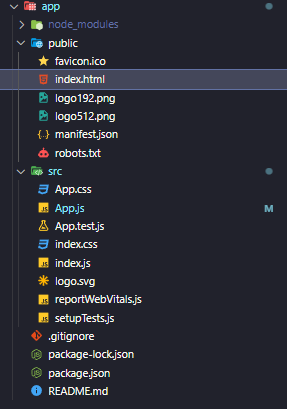 app
node_modules
public
favicon.ico
index.html
logo192.png
logo512.png
manifest.json
robots.txt
src
App.css
App.js M
App.test.js
index.css
index.js
logo.svg
reportWebVitals.js
setupTests.js
.gitignore
package-lock.json
package.json
README.md